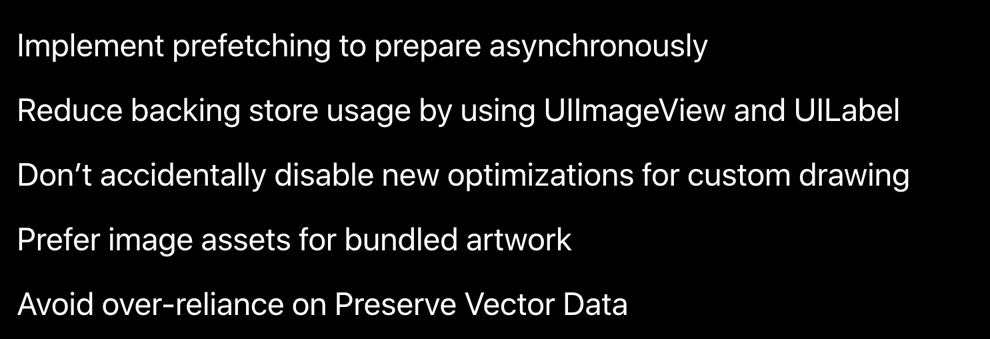 Implement prefetching to prepare asynchronously
Reduce backing store usage by using UIImageView and UILabel
Don’t accidentally disable new optimizations for custom drawing
Prefer image assets for bundled artwork
Avoid over-reliance on Preserve Vector Data